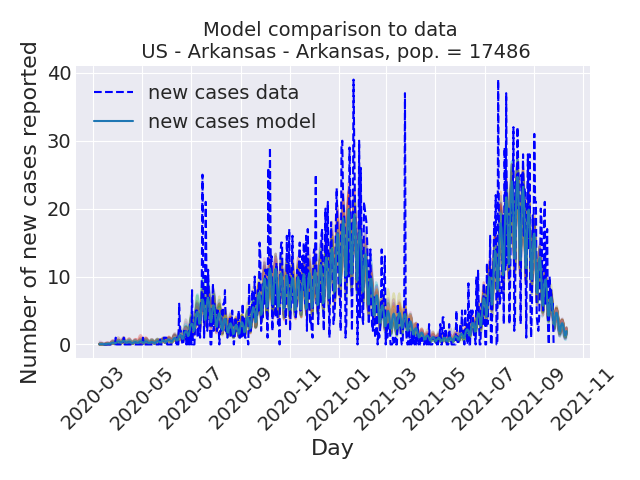 Model comparison to data
US - Arkansas - Arkansas, pop. = 17486
Number of new cases reported
40
30
20
10
0
new cases data
new cases model
2020-03
2020-05
2020-07
2020-09
2020-11
2021-01
2021-03
2021-05
2021-07
2021-09
2021-11
Day